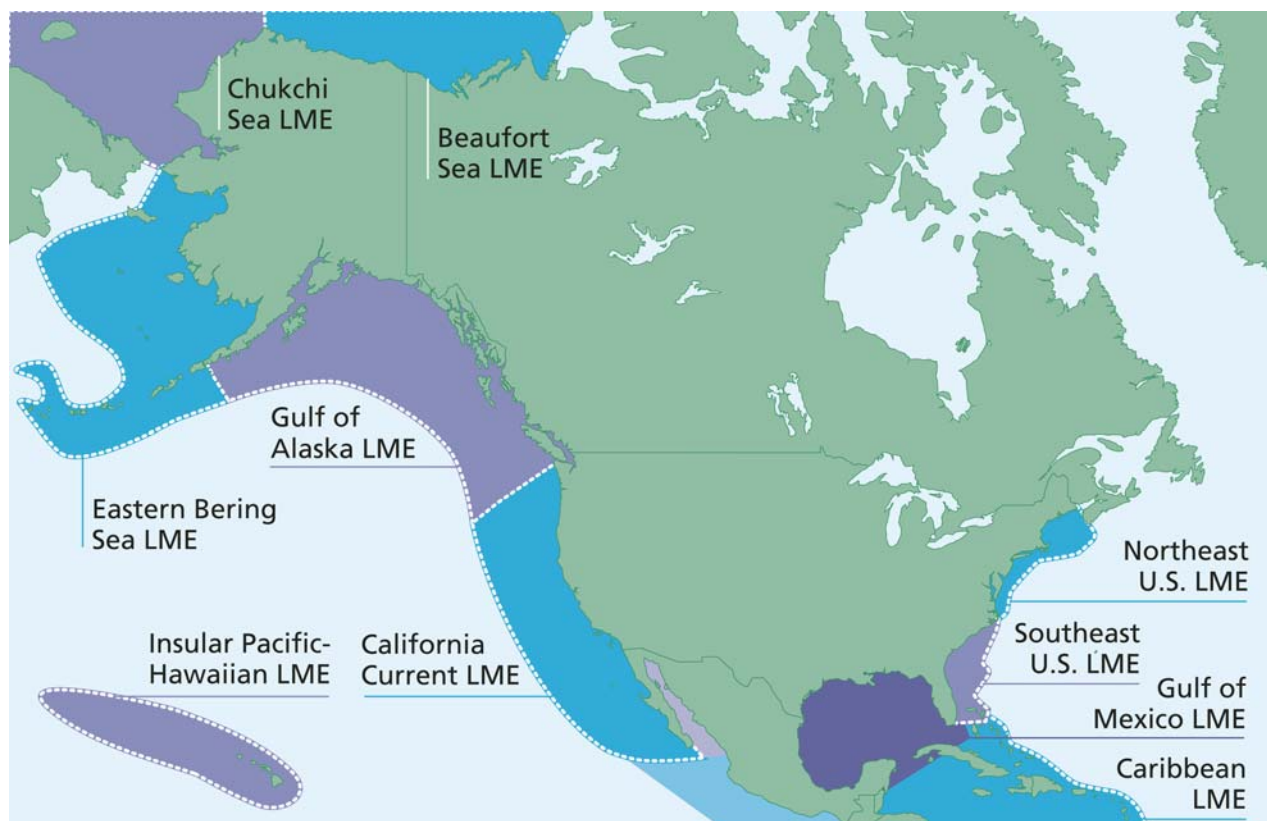 Chukchi
Sea LME
Beaufort
Sea LME
Gulf of
Alaska LME
Eastern Bering
Sea LME
Northeast
U.S. LME
Insular Pacific-
Hawaiian LME
California
Current LME
Southeast
U.S. LME
Gulf of
Mexico LME
Caribbean
LME